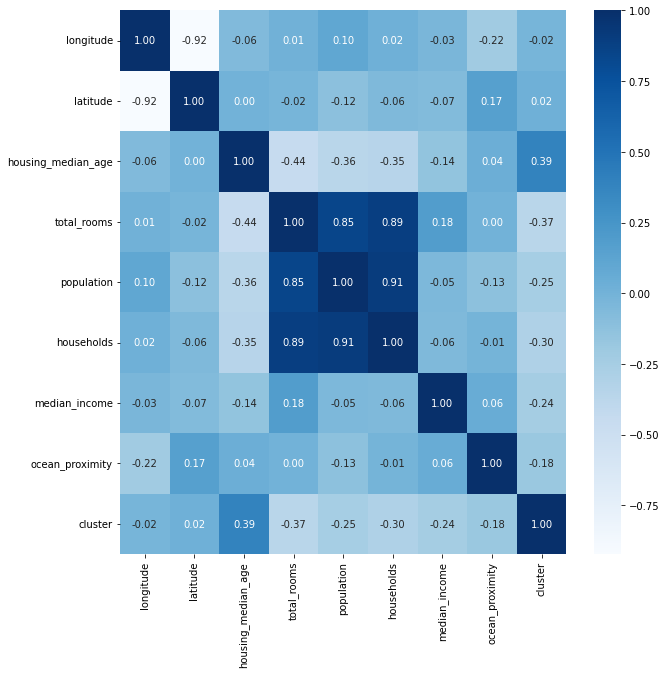 longitude 1.00 -0.92 -0.06 0.01 0.10 0.02 -0.03 -0.22 -0.02
latitude -0.92 1.00 0.00 -0.02 -0.12 -0.06 -0.07 0.17 0.02
housing_median_age -0.06 0.00 1.00 -0.44 -0.36 -0.35 -0.14 0.04 0.39
total_rooms 0.01 -0.02 -0.44 1.00 0.85 0.89 0.18 0.00 -0.37
population 0.10 -0.12 -0.36 0.85 1.00 0.91 -0.05 -0.13 -0.25
households 0.02 -0.06 -0.35 0.89 0.91 1.00 -0.06 -0.01 -0.30
median_income -0.03 -0.07 -0.14 0.18 -0.05 -0.06 1.00 0.06 -0.24
ocean_proximity -0.22 0.17 0.04 0.00 -0.13 -0.01 0.06 1.00 -0.18
cluster -0.02 0.02 0.39 -0.37 -0.25 -0.30 -0.24 -0.18 1.00
longitude
latitude
housing_median_age
total_rooms
population
households
median_income
ocean_proximity
cluster
1.00
0.75
0.50
0.25
0.00
−0.25
−0.50
−0.75